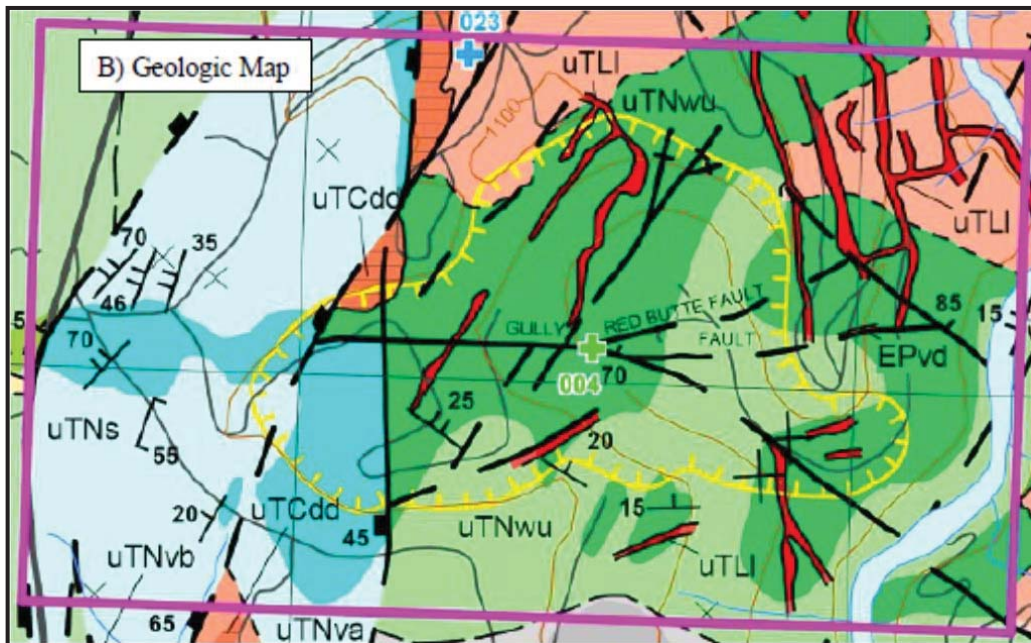 B) Geologic Map
023
uTLI
uTNwu
1100
uTCdd
uTLI
70
35
46
GULLY
RED BUTTE FAULT
FAULT
85
15
5
70
004
70
EPvd
25
uTNs
20
55
uTCdd
20
uTNwu
15
45
uTNvb
uTLI
65
uTNva